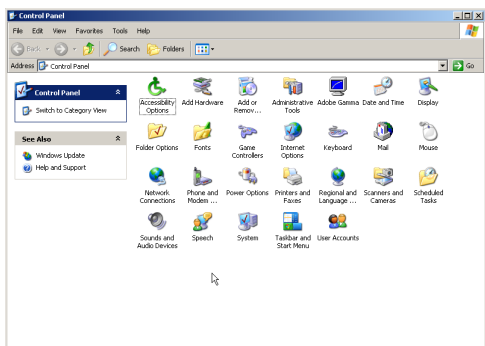 Control Panel
File Edit View Favorites Tools Help
Back Search Folders
Address Control Panel Go
Control Panel
Switch to Category View
See Also
Windows Update
Help and Support
Accessibility Options
Add Hardware
Add or Remov...
Administrative Tools
Adobe Gamma
Date and Time
Display
Folder Options
Fonts
Game Controllers
Internet Options
Keyboard
Mail
Mouse
Network Connections
Phone and Modem ...
Power Options
Printers and Faxes
Regional and Language ...
Scanners and Cameras
Scheduled Tasks
Sounds and Audio Devices
Speech
System
Taskbar and Start Menu
User Accounts